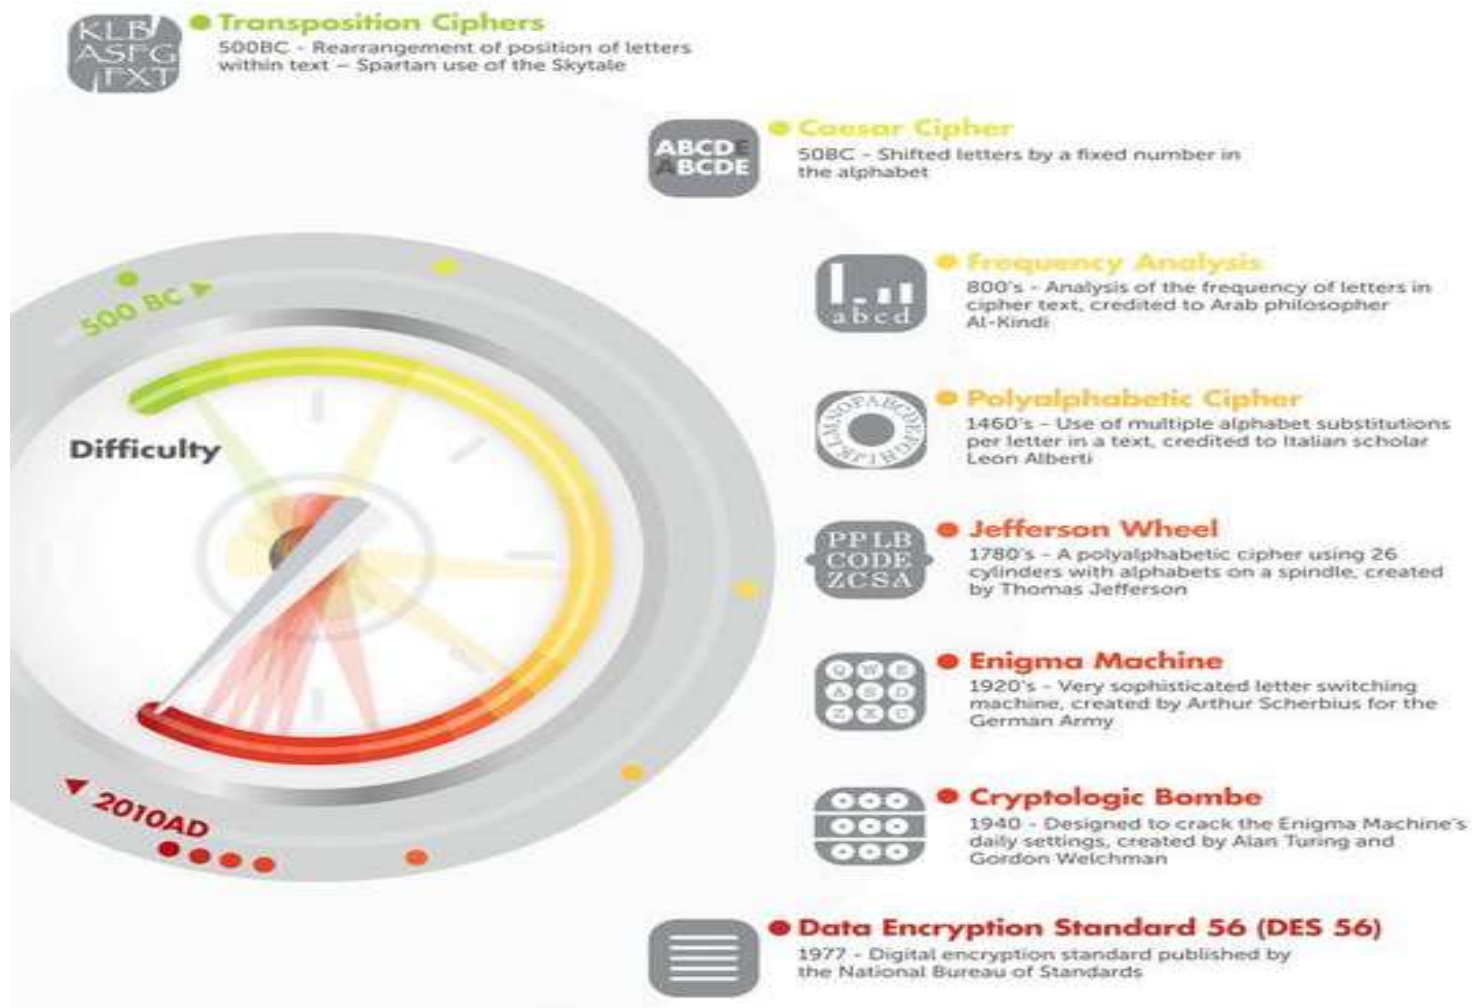 KLB
ASFG
TXT
Transposition Ciphers
500BC - Rearrangement of position of letters
within text – Spartan use of the Skytale
ABCDE
ABCDE
Caesar Cipher
50BC - Shifted letters by a fixed number in
the alphabet
abcd
Frequency Analysis
800's - Analysis of the frequency of letters in
cipher text, credited to Arab philosopher
Al-Kindi
500 BC
Difficulty
2010AD
Polyalphabetic Cipher
1460's - Use of multiple alphabet substitutions
per letter in a text, credited to Italian scholar
Leon Alberti
PPLB
CODE
ZCSA
Jefferson Wheel
1780's - A polyalphabetic cipher using 26
cylinders with alphabets on a spindle, created
by Thomas Jefferson
Q W E
A S D
Z X C
Enigma Machine
1920's - Very sophisticated letter switching
machine, created by Arthur Scherbius for the
German Army
Cryptologic Bombe
1940 - Designed to crack the Enigma Machine's
daily settings, created by Alan Turing and
Gordon Welchman
Data Encryption Standard 56 (DES 56)
1977 - Digital encryption standard published by
the National Bureau of Standards